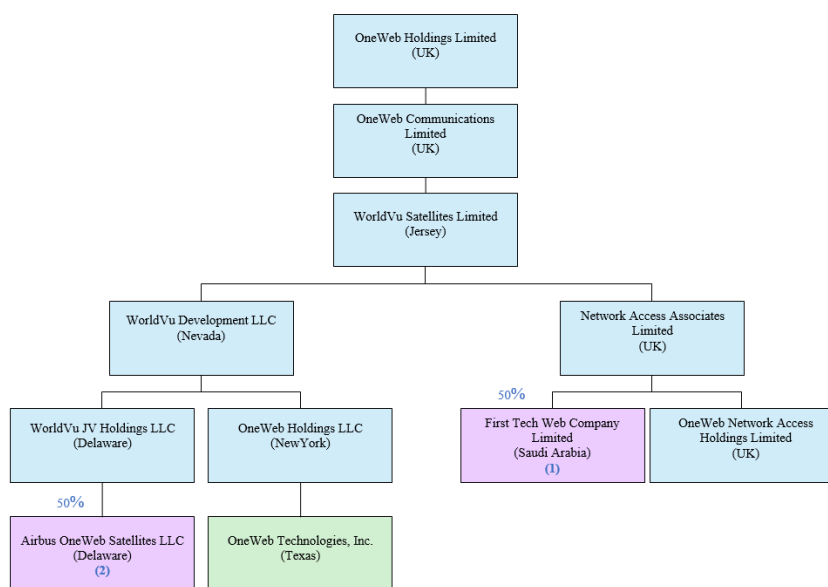 OneWeb Holdings Limited
(UK)
OneWeb Communications
Limited
(UK)
WorldVu Satellites Limited
(Jersey)
WorldVu Development LLC
(Nevada)
Network Access Associates
Limited
(UK)
50%
WorldVu JV Holdings LLC
(Delaware)
OneWeb Holdings LLC
(NewYork)
First Tech Web Company
Limited
(Saudi Arabia)
(1)
OneWeb Network Access
Holdings Limited
(UK)
50%
Airbus OneWeb Satellites LLC
(Delaware)
(2)
OneWeb Technologies, Inc.
(Texas)